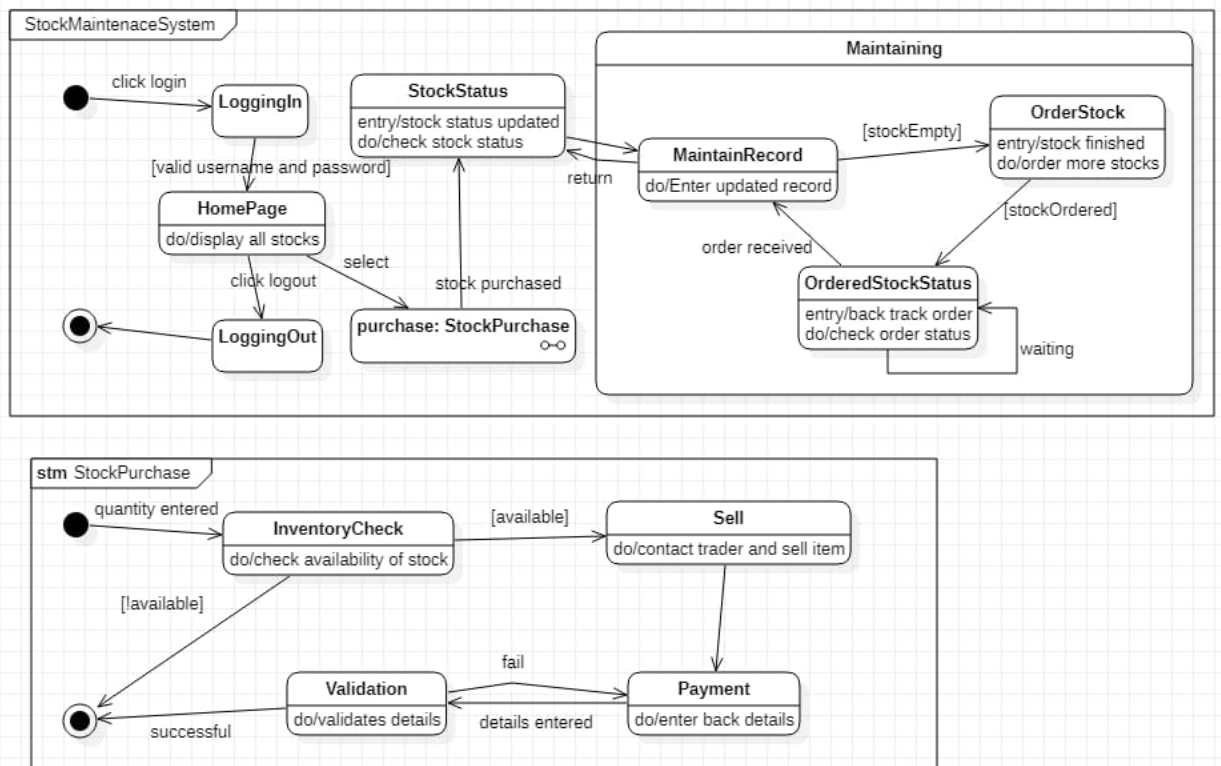 StockMaintenaceSystem
click login
LoggingIn
[valid username and password]
HomePage
do/display all stocks
click logout
select
LoggingOut
StockStatus
entry/stock status updated
do/check stock status
return
stock purchased
purchase: StockPurchase
Maintaining
MaintainRecord
do/Enter updated record
[stockEmpty]
OrderStock
entry/stock finished
do/order more stocks
[stockOrdered]
order received
OrderedStockStatus
entry/back track order
do/check order status
waiting
stm StockPurchase
quantity entered
InventoryCheck
do/check availability of stock
[available]
Sell
do/contact trader and sell item
[!available]
fail
Validation
do/validates details
Payment
do/enter back details
details entered
successful